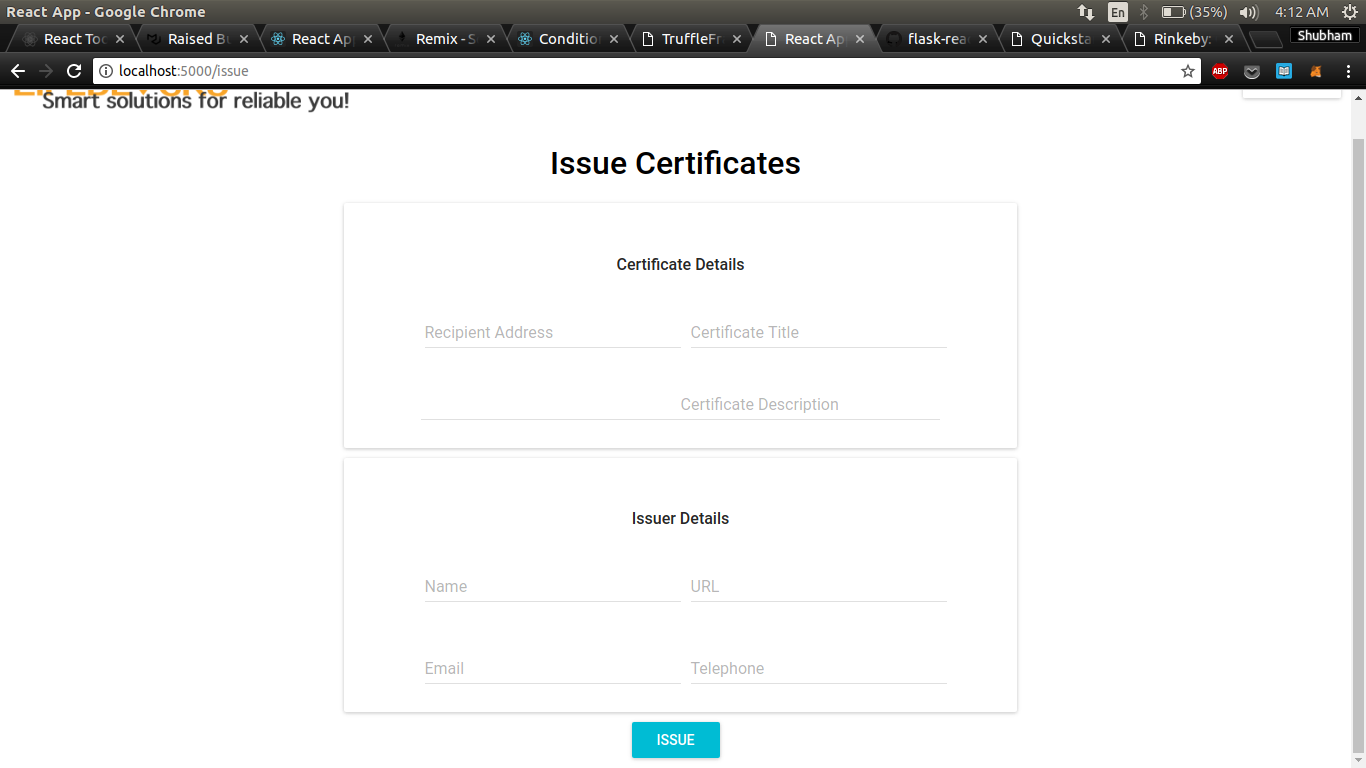 React App - Google Chrome
En
(35%)
4:12 AM
React Too
Raised Bu
React App
Remix - S
Conditio
TruffleFr
React App
flask-rea
Quicksta
Rinkeby:
Shubham
localhost:5000/issue
ABP
Smart solutions for reliable you!
Issue Certificates
Certificate Details
Recipient Address
Certificate Title
Certificate Description
Issuer Details
Name
URL
Email
Telephone
ISSUE